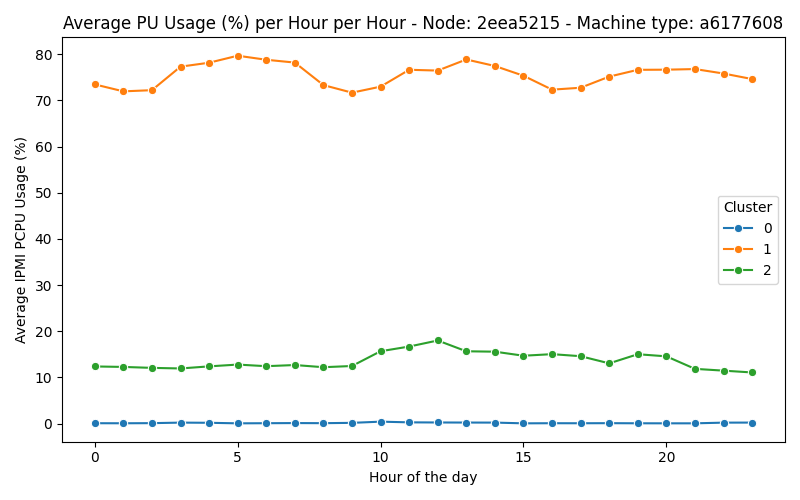 Average PU Usage (%) per Hour per Hour - Node: 2eea5215 - Machine type: a6177608
80
70
60
50
40
30
20
10
0
Average IPMI PCPU Usage (%)
Cluster
0
1
2
0 5 10 15 20
Hour of the day